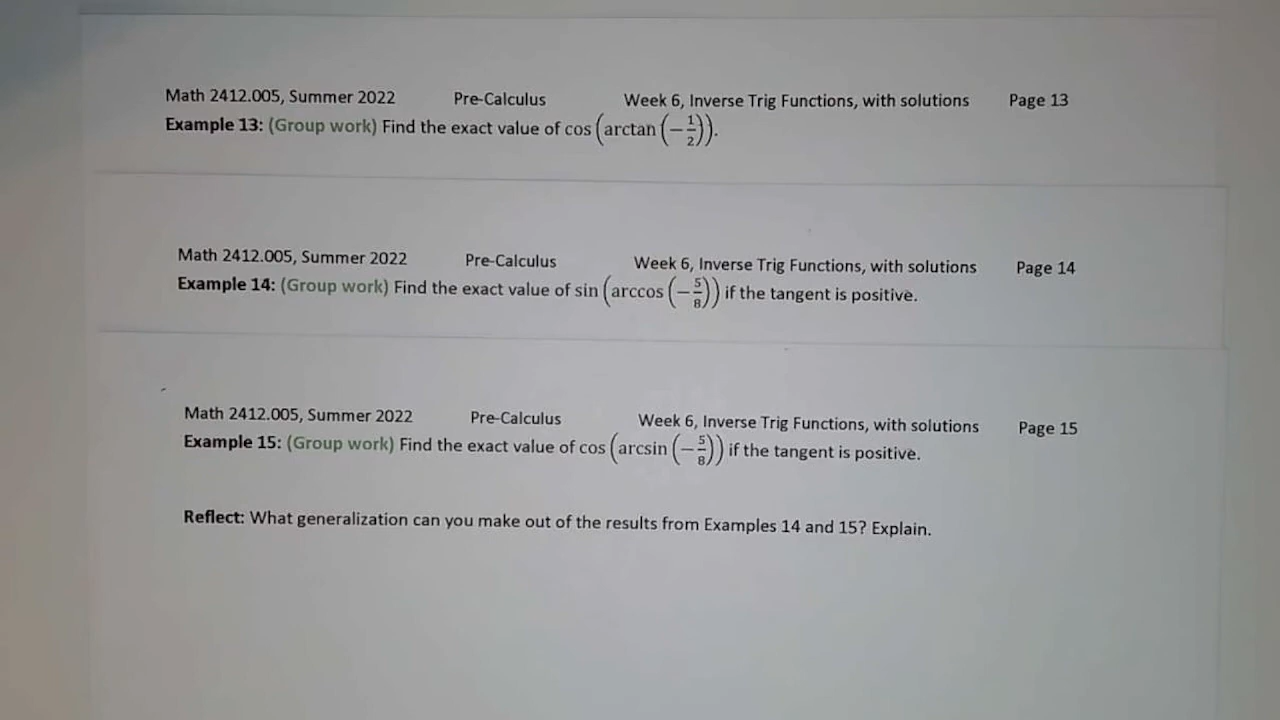 Math 2412.005, Summer 2022 Pre-Calculus Week 6, Inverse Trig Functions, with solutions Page 13
Example 13: (Group work) Find the exact value of cos (arctan (−1/2)).
Math 2412.005, Summer 2022 Pre-Calculus Week 6, Inverse Trig Functions, with solutions Page 14
Example 14: (Group work) Find the exact value of sin (arccos (−5/8)) if the tangent is positive.
Math 2412.005, Summer 2022 Pre-Calculus Week 6, Inverse Trig Functions, with solutions Page 15
Example 15: (Group work) Find the exact value of cos (arcsin (−5/8)) if the tangent is positive.
Reflect: What generalization can you make out of the results from Examples 14 and 15? Explain.